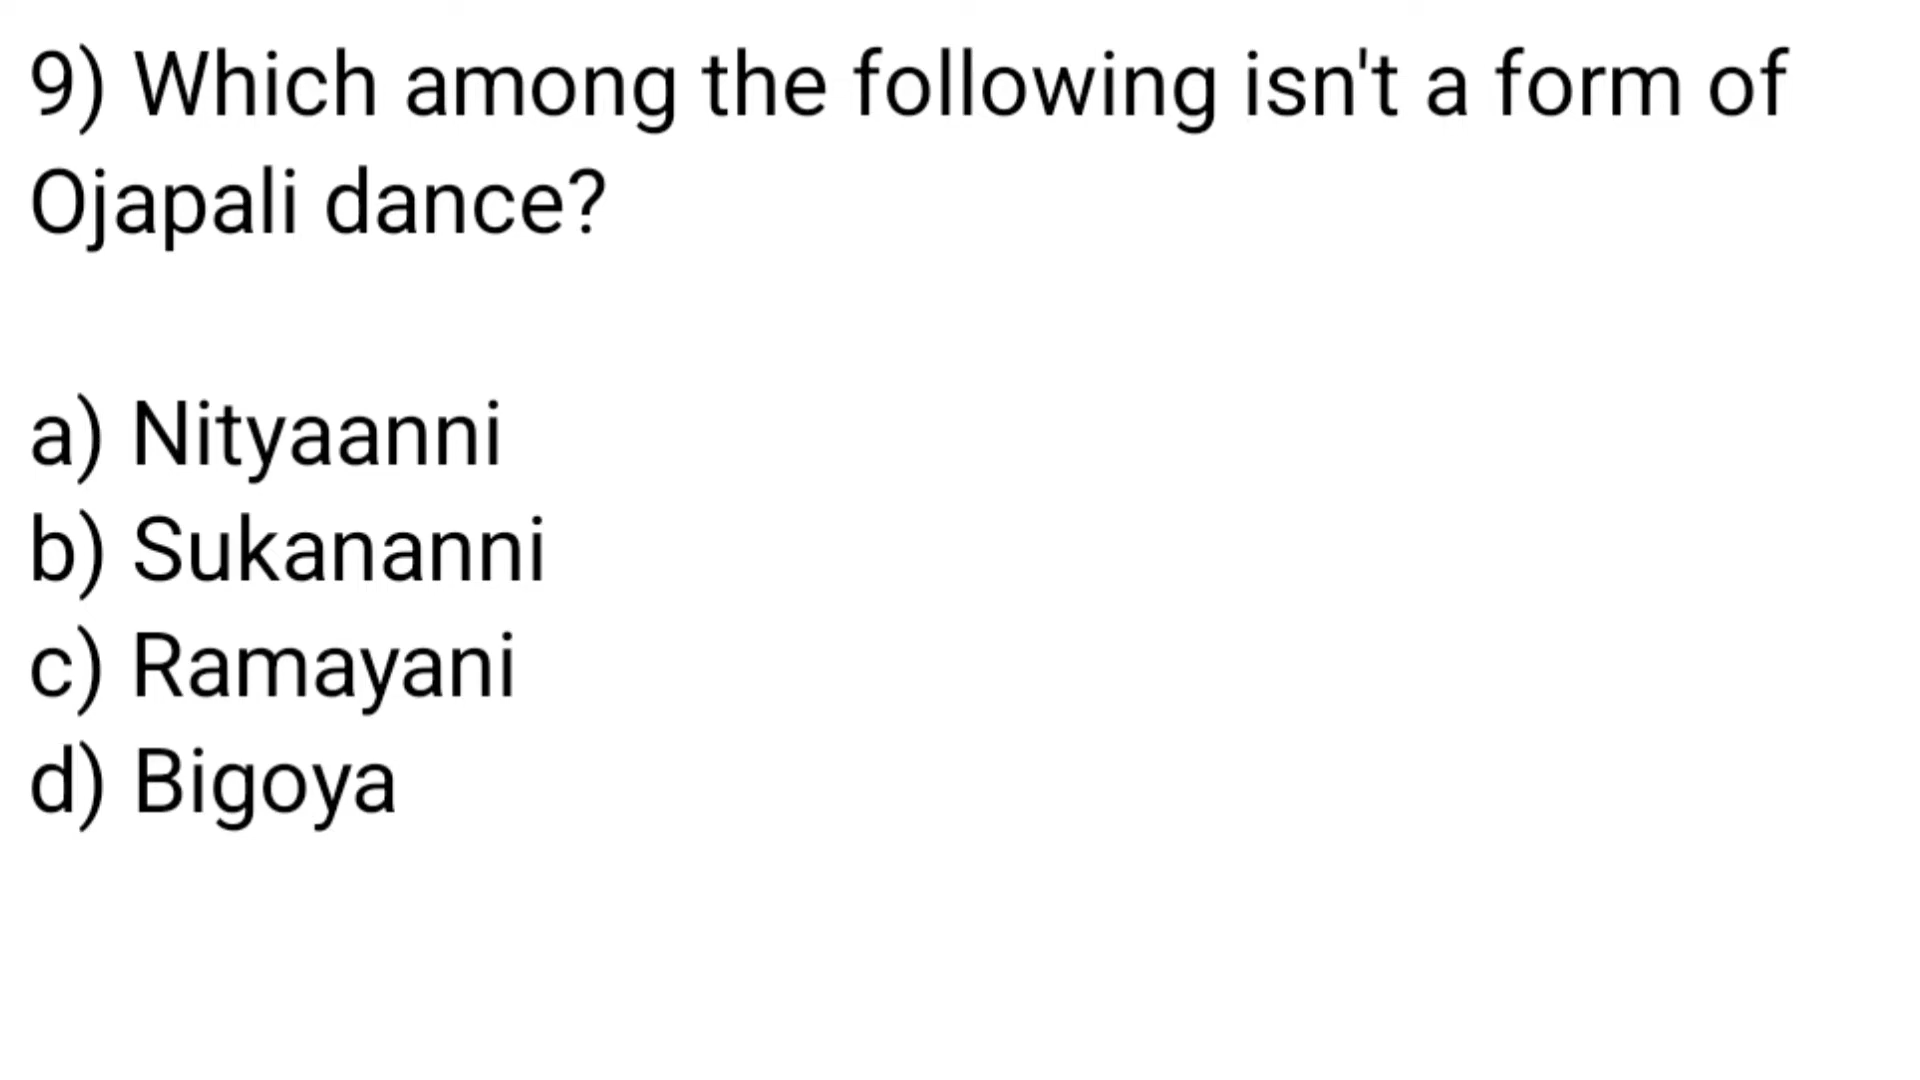 9) Which among the following isn't a form of
Ojapali dance?
a) Nityaanni
b) Sukananni
c) Ramayani
d) Bigoya